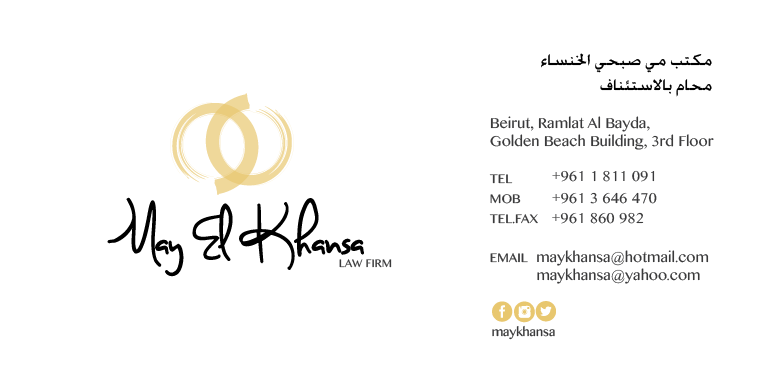 May El Khansa
LAW FIRM
مكتب مي صبحي الخنساء
محام بالاستئناف
Beirut, Ramlat Al Bayda,
Golden Beach Building, 3rd Floor
TEL +961 1 811 091
MOB +961 3 646 470
TEL.FAX +961 860 982
EMAIL maykhansa@hotmail.com
maykhansa@yahoo.com
maykhansa